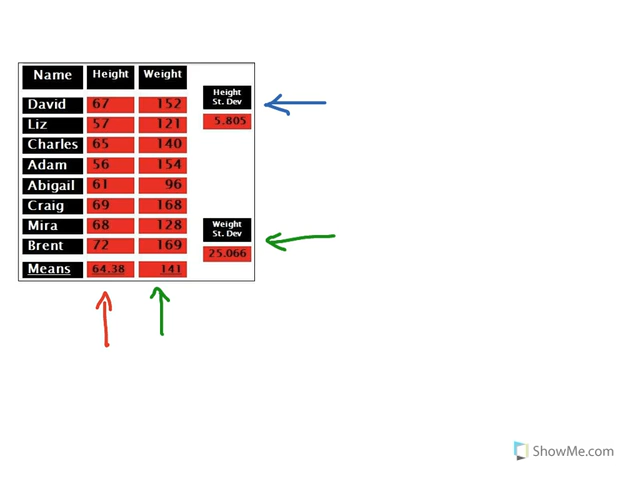 Name Height Weight
David 67 152
Liz 57 121
Charles 65 140
Adam 56 154
Abigail 61 96
Craig 69 168
Mira 68 128
Brent 72 169
Means 64.38 141
Height
St. Dev
5.805
Weight
St. Dev
25.066
ShowMe.com